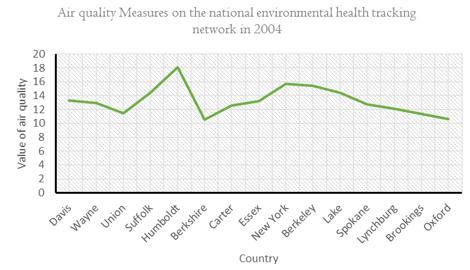 Air quality Measures on the national environmental health tracking
network in 2004
Value of air quality
20
18
16
14
12
10
8
6
4
2
0
Davis
Wayne
Union
Suffolk
Humboldt
Berkshire
Carter
Essex
New York
Berkeley
Lake
Spokane
Lynchburg
Brookings
Oxford
Country